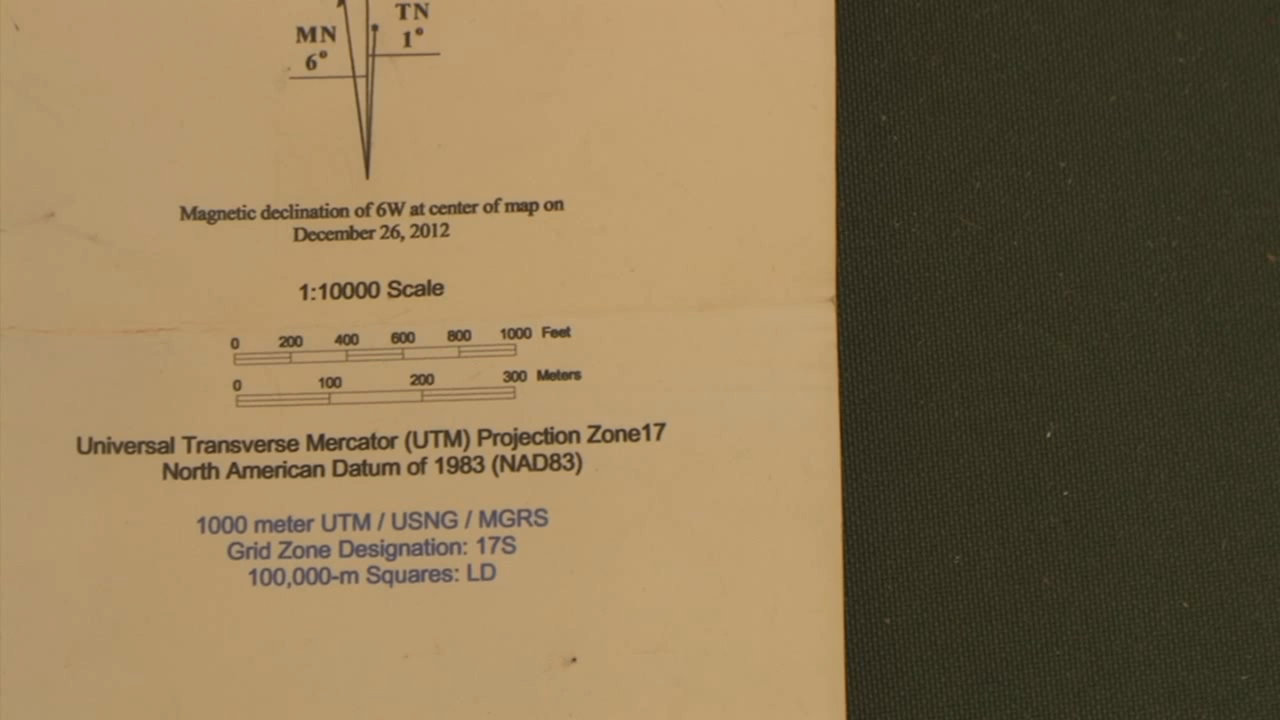 TN
MN
1°
6°
Magnetic declination of 6W at center of map on
December 26, 2012
1:10000 Scale
0 200 400 600 800 1000 Feet
0 100 200 300 Meters
Universal Transverse Mercator (UTM) Projection Zone17
North American Datum of 1983 (NAD83)
1000 meter UTM / USNG / MGRS
Grid Zone Designation: 17S
100,000-m Squares: LD